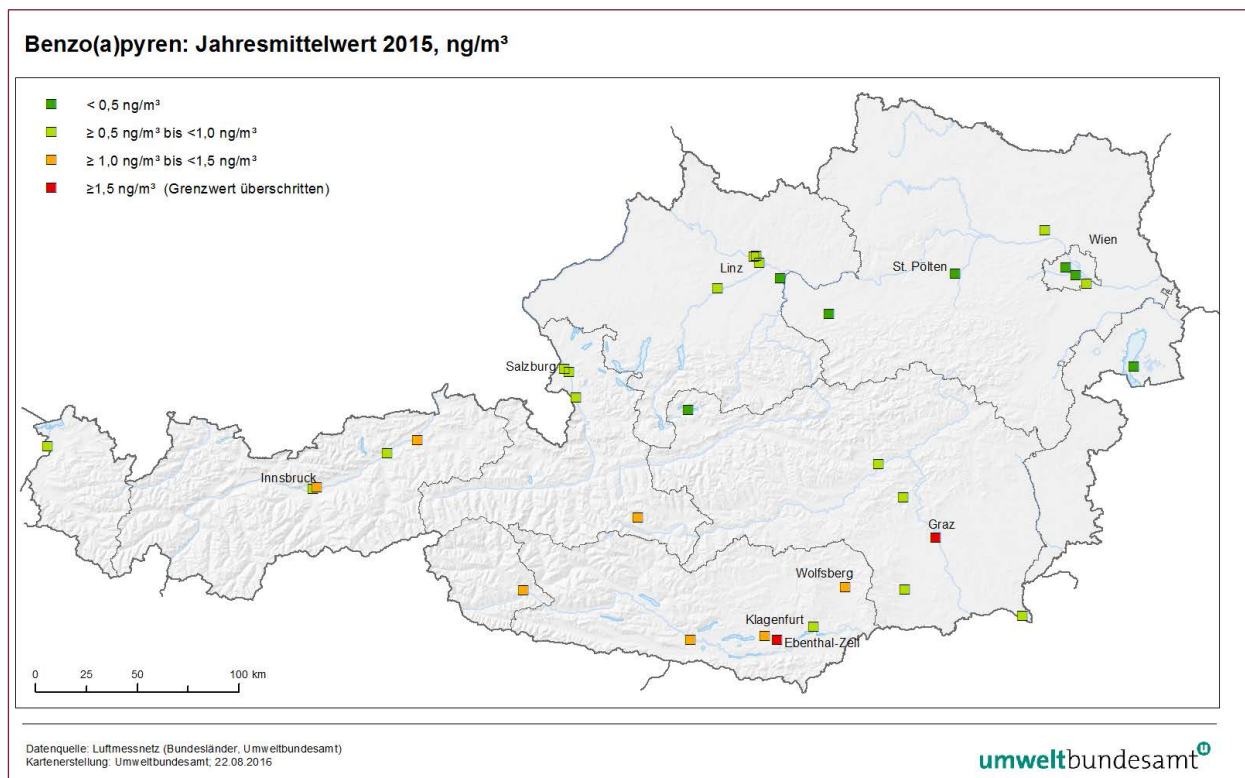 Benzo(a)pyren: Jahresmittelwert 2015, ng/m³
< 0,5 ng/m³
≥ 0,5 ng/m³ bis <1,0 ng/m³
≥ 1,0 ng/m³ bis <1,5 ng/m³
≥1,5 ng/m³ (Grenzwert überschritten)
Wien
Linz
St. Pölten
Salzburg
Innsbruck
Graz
Wolfsberg
Klagenfurt
Ebenthal-Zell
0 25 50 100 km
Datenquelle: Luftmessnetz (Bundesländer, Umweltbundesamt)
Kartenerstellung: Umweltbundesamt; 22.08.2016
umweltbundesamt u